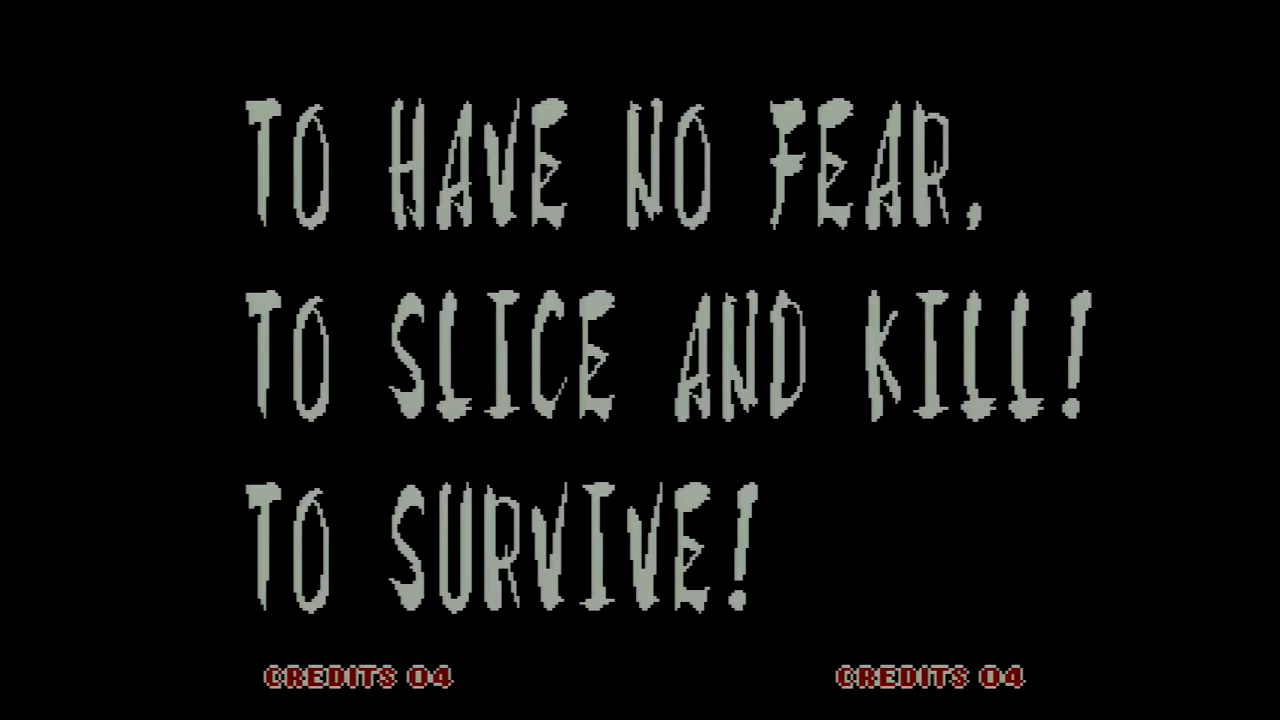 TO HAVE NO FEAR,
TO SLICE AND KILL!
TO SURVIVE!
CREDITS 04 CREDITS 04